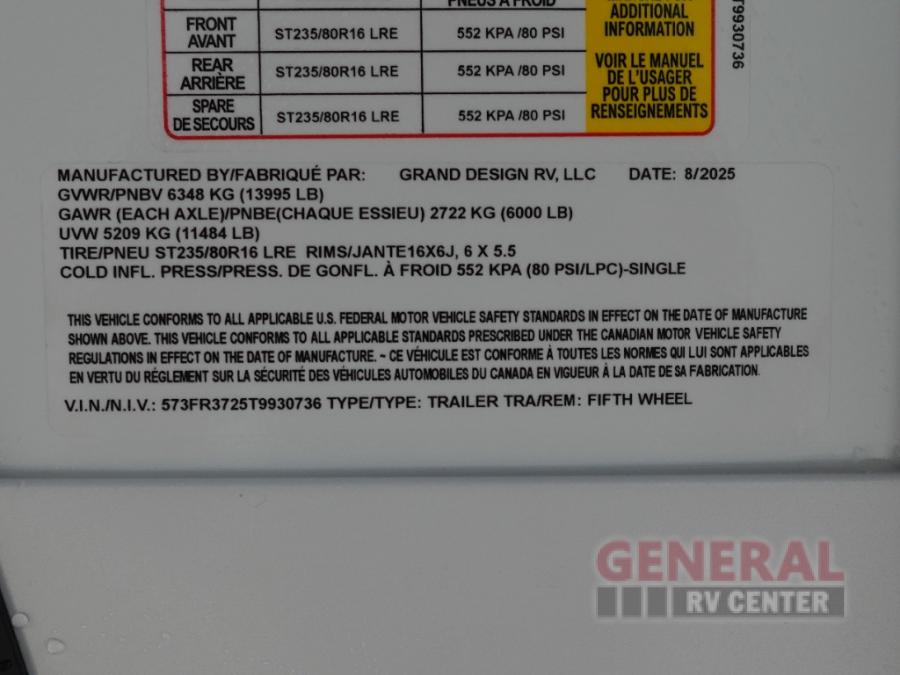 PNEUS À FROID
ADDITIONAL
INFORMATION
FRONT
AVANT
ST235/80R16 LRE
552 KPA /80 PSI
REAR
ARRIÈRE
ST235/80R16 LRE
552 KPA /80 PSI
SPARE
DE SECOURS
ST235/80R16 LRE
552 KPA /80 PSI
VOIR LE MANUEL
DE L'USAGER
POUR PLUS DE
RENSEIGNEMENTS
T9930736
MANUFACTURED BY/FABRIQUÉ PAR: GRAND DESIGN RV, LLC DATE: 8/2025
GVWR/PNBV 6348 KG (13995 LB)
GAWR (EACH AXLE)/PNBE(CHAQUE ESSIEU) 2722 KG (6000 LB)
UVW 5209 KG (11484 LB)
TIRE/PNEU ST235/80R16 LRE RIMS/JANTE16X6J, 6 X 5.5
COLD INFL. PRESS/PRESS. DE GONFL. À FROID 552 KPA (80 PSI/LPC)-SINGLE
THIS VEHICLE CONFORMS TO ALL APPLICABLE U.S. FEDERAL MOTOR VEHICLE SAFETY STANDARDS IN EFFECT ON THE DATE OF MANUFACTURE
SHOWN ABOVE. THIS VEHICLE CONFORMS TO ALL APPLICABLE STANDARDS PRESCRIBED UNDER THE CANADIAN MOTOR VEHICLE SAFETY
REGULATIONS IN EFFECT ON THE DATE OF MANUFACTURE. ~ CE VÉHICULE EST CONFORME À TOUTES LES NORMES QUI LUI SONT APPLICABLES
EN VERTU DU RÉGLEMENT SUR LA SÉCURITÉ DES VÉHICULES AUTOMOBILES DU CANADA EN VIGUEUR À LA DATE DE SA FABRICATION.
V.I.N./N.I.V.: 573FR3725T9930736 TYPE/TYPE: TRAILER TRA/REM: FIFTH WHEEL
GENERAL
RV CENTER